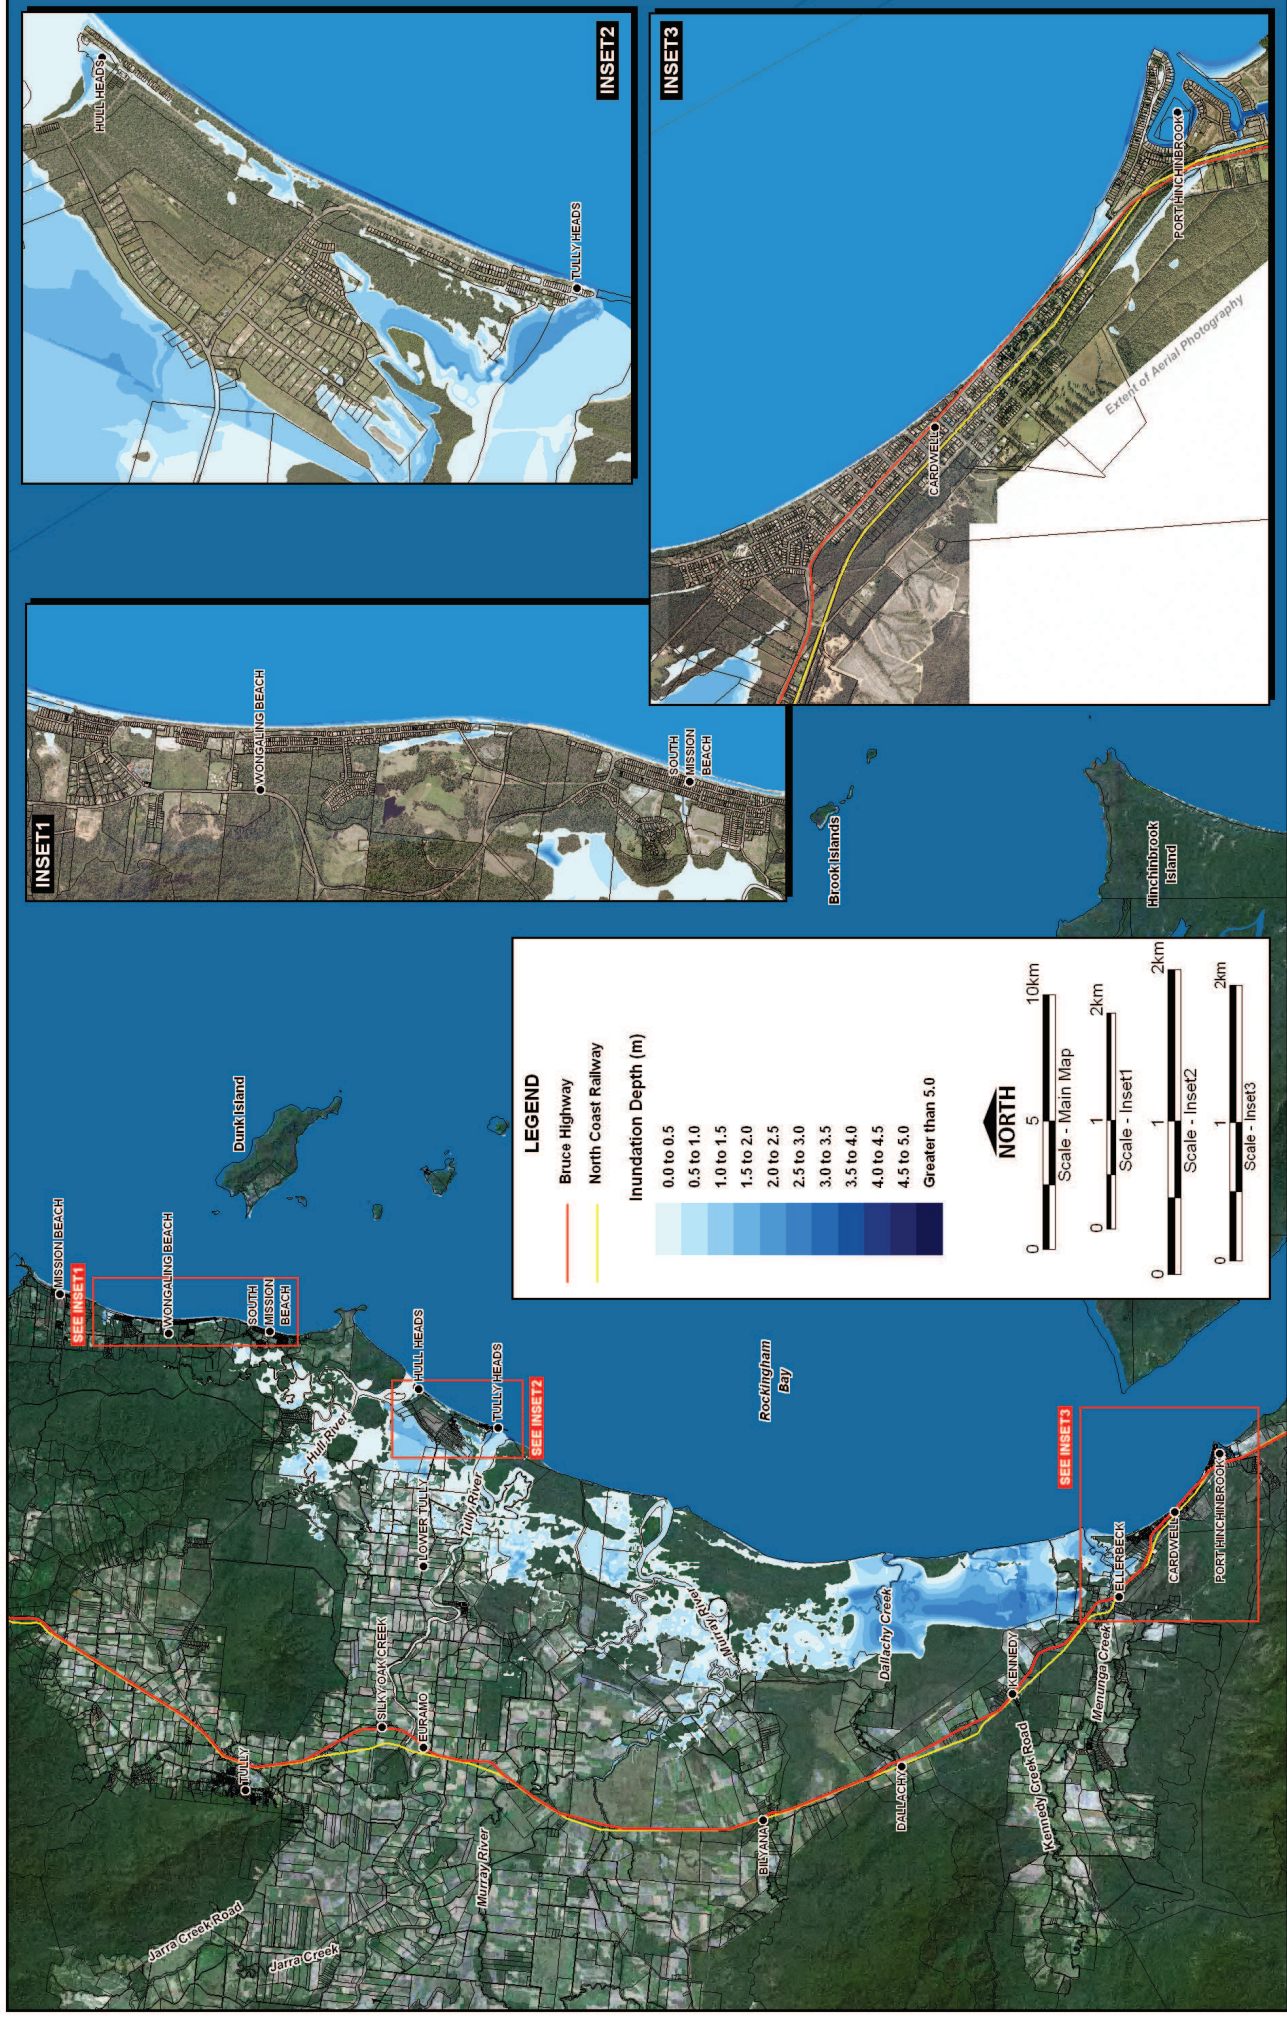 INSET1
WONGALING BEACH
SOUTH
MISSION
BEACH
INSET2
HULL HEADS
TULLY HEADS
INSET3
CARDWELL
PORT HINCHINBROOK
Extent of Aerial Photography
MISSION BEACH
SEE INSET1
WONGALING BEACH
SOUTH
MISSION
BEACH
Dunk Island
HULL HEADS
TULLY HEADS
SEE INSET2
Hull River
LOWER TULLY
Tully River
SILKY OAK CREEK
EURAMO
TULLY
Jarra Creek Road
Jarra Creek
Murray River
Murray River
BILYANA
Dallachy Creek
DALLACHY
KENNEDY
Kennedy Creek Road
Menunga Creek
ELLERBECK
CARDWELL
PORT HINCHINBROOK
SEE INSET3
Rockingham
Bay
Brook Islands
Hinchinbrook
Island
LEGEND
Bruce Highway
North Coast Railway
Inundation Depth (m)
0.0 to 0.5
0.5 to 1.0
1.0 to 1.5
1.5 to 2.0
2.0 to 2.5
2.5 to 3.0
3.0 to 3.5
3.5 to 4.0
4.0 to 4.5
4.5 to 5.0
Greater than 5.0
NORTH
0 5 10km
Scale - Main Map
0 1 2km
Scale - Inset1
0 1 2km
Scale - Inset2
0 1 2km
Scale - Inset3